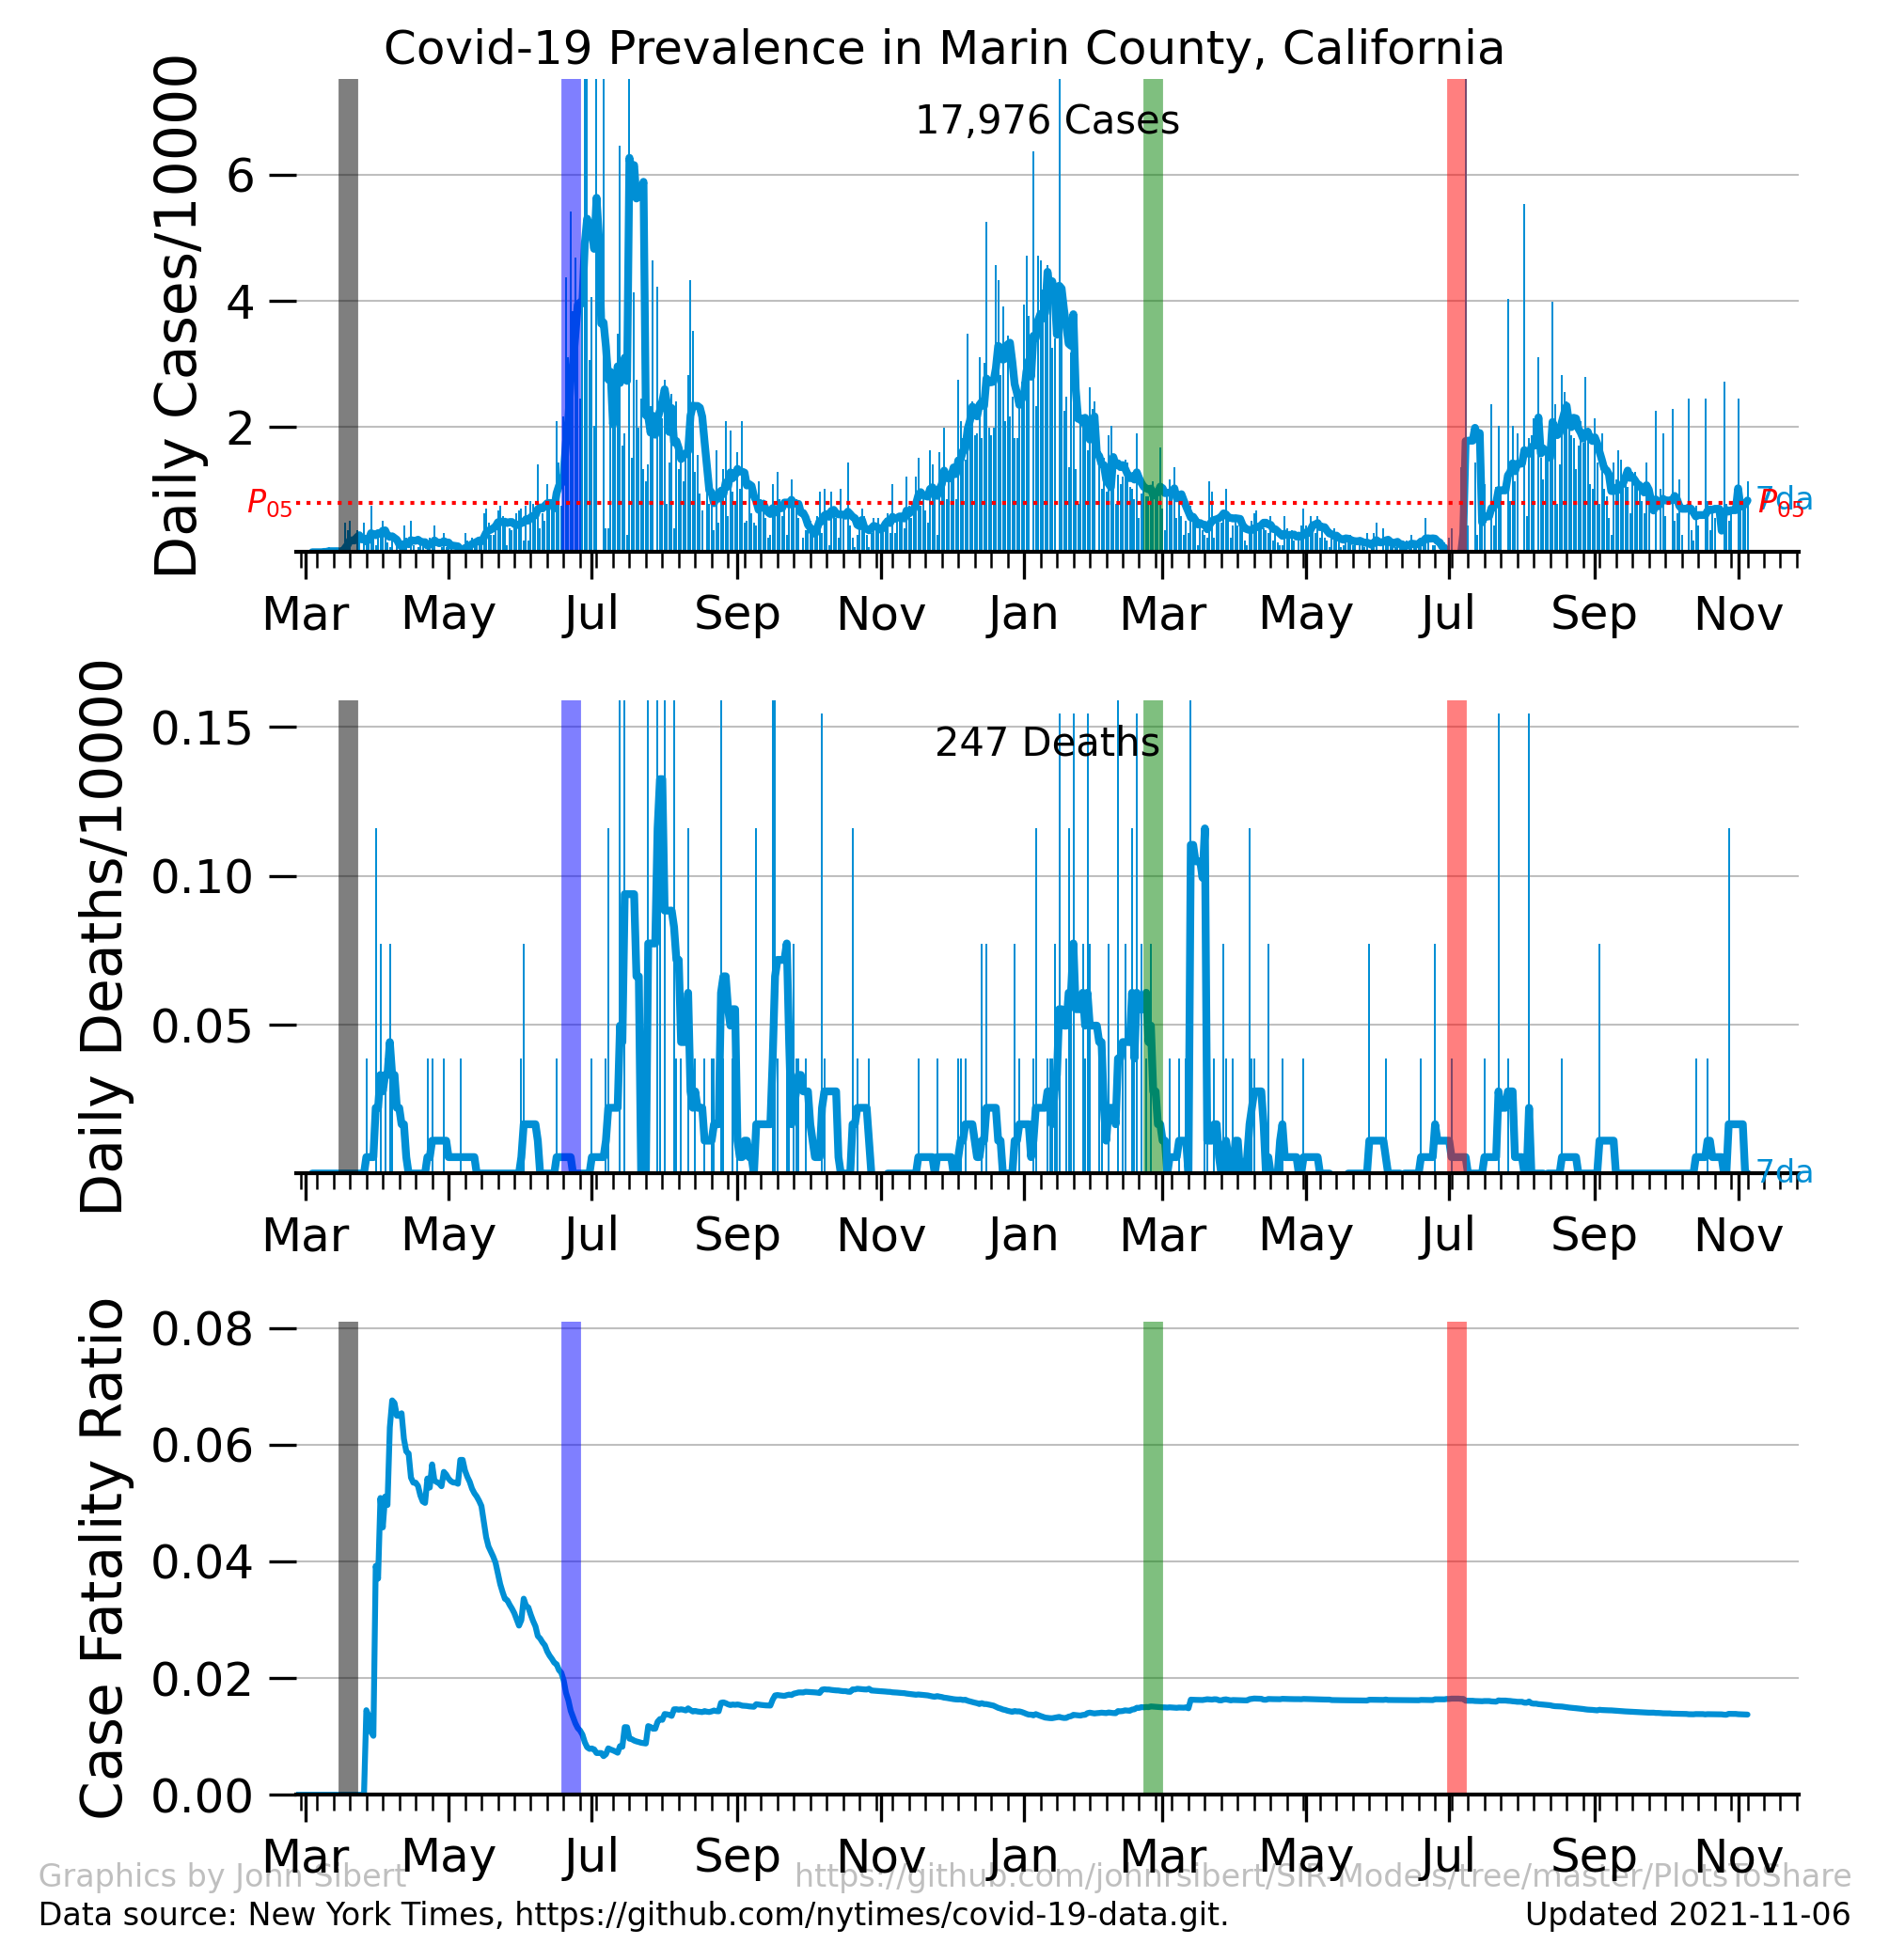 Covid-19 Prevalence in Marin County, California
Daily Cases/10000
6
4
2
P05
17,976 Cases
7da
P05
Mar May Jul Sep Nov Jan Mar May Jul Sep Nov
Daily Deaths/10000
0.15
0.10
0.05
247 Deaths
7da
Mar May Jul Sep Nov Jan Mar May Jul Sep Nov
Case Fatality Ratio
0.08
0.06
0.04
0.02
0.00
Mar May Jul Sep Nov Jan Mar May Jul Sep Nov
Graphics by John Sibert https://github.com/johnrsibert/SIR-Models/tree/master/PlotsToShare
Data source: New York Times, https://github.com/nytimes/covid-19-data.git. Updated 2021-11-06